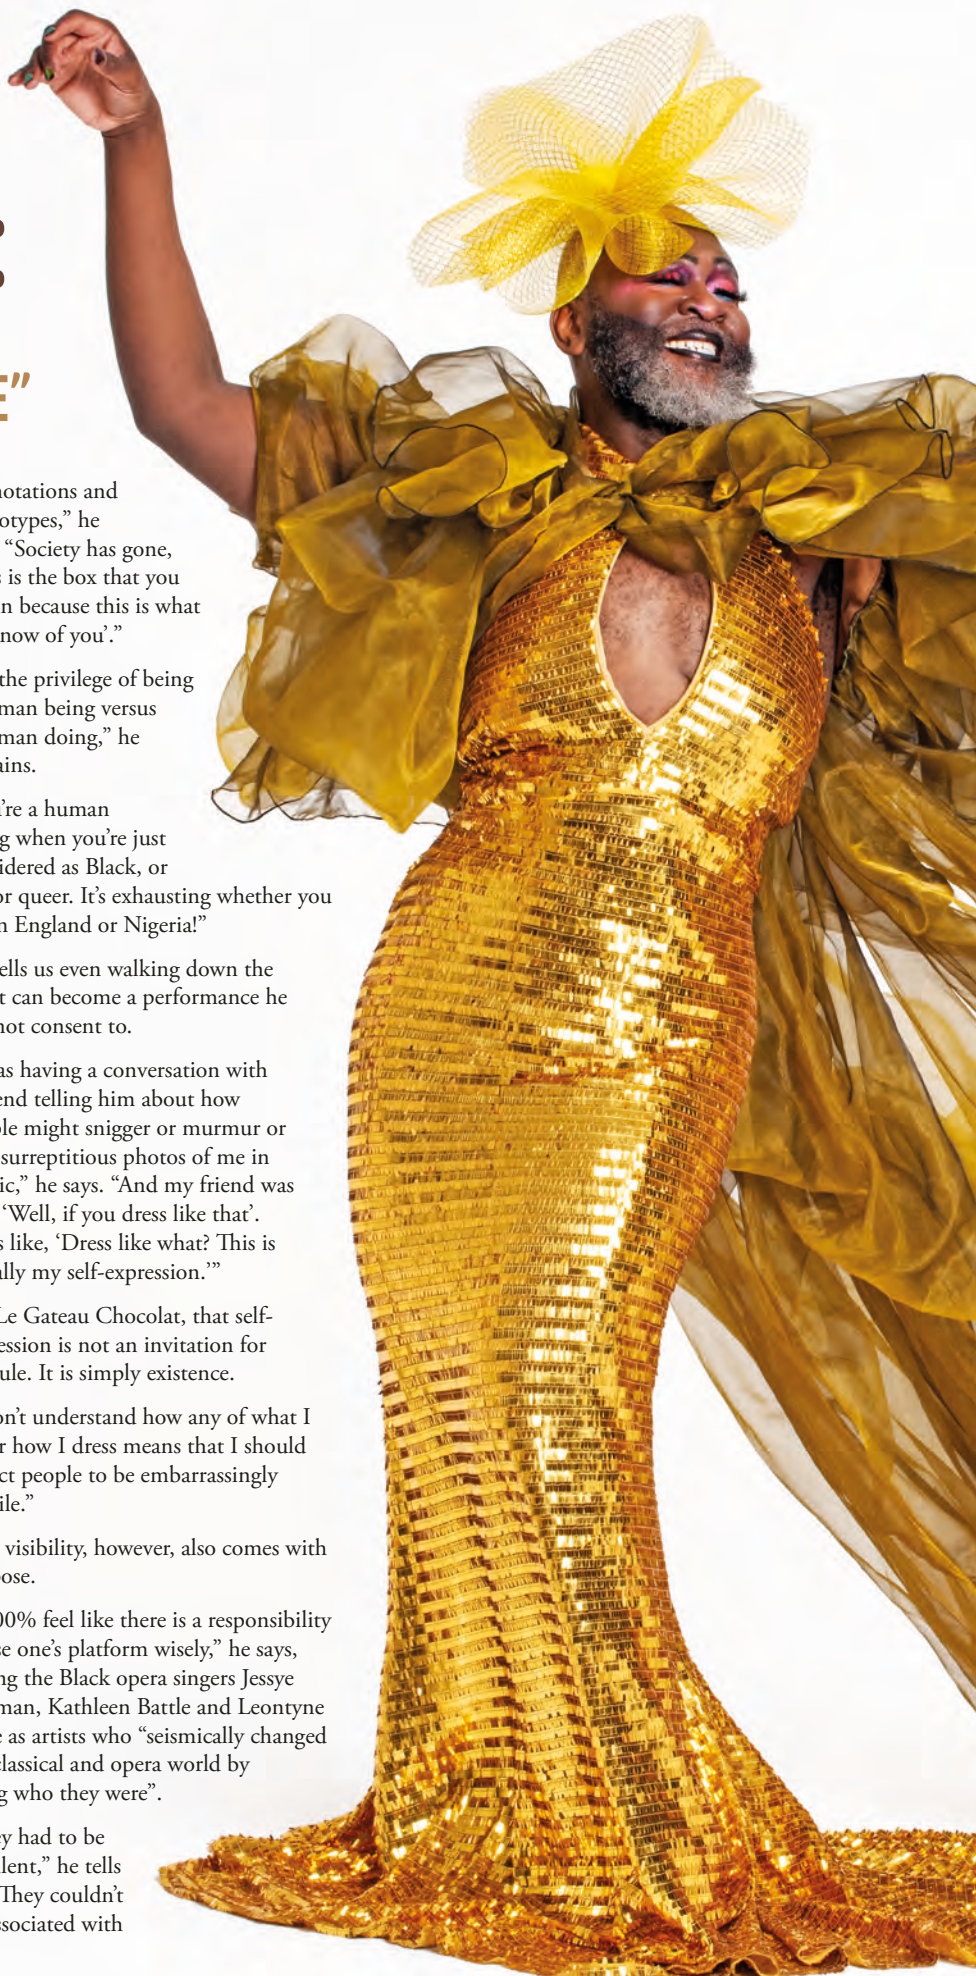 E”
notations and
otypes,” he
“Society has gone,
s is the box that you
n because this is what
now of you’.”
the privilege of being
man being versus
man doing,” he
ains.
u’re a human
g when you’re just
idered as Black, or
or queer. It’s exhausting whether you
n England or Nigeria!”
ells us even walking down the
t can become a performance he
not consent to.
as having a conversation with
end telling him about how
ple might snigger or murmur or
surreptitious photos of me in
ic,” he says. “And my friend was
‘Well, if you dress like that’.
s like, ‘Dress like what? This is
ally my self-expression.’”
Le Gateau Chocolat, that self-
ession is not an invitation for
ule. It is simply existence.
on’t understand how any of what I
r how I dress means that I should
ct people to be embarrassingly
ile.”
visibility, however, also comes with
ose.
00% feel like there is a responsibility
se one’s platform wisely,” he says,
ng the Black opera singers Jessye
man, Kathleen Battle and Leontyne
e as artists who “seismically changed
classical and opera world by
g who they were”.
ey had to be
llent,” he tells
They couldn’t
ssociated with